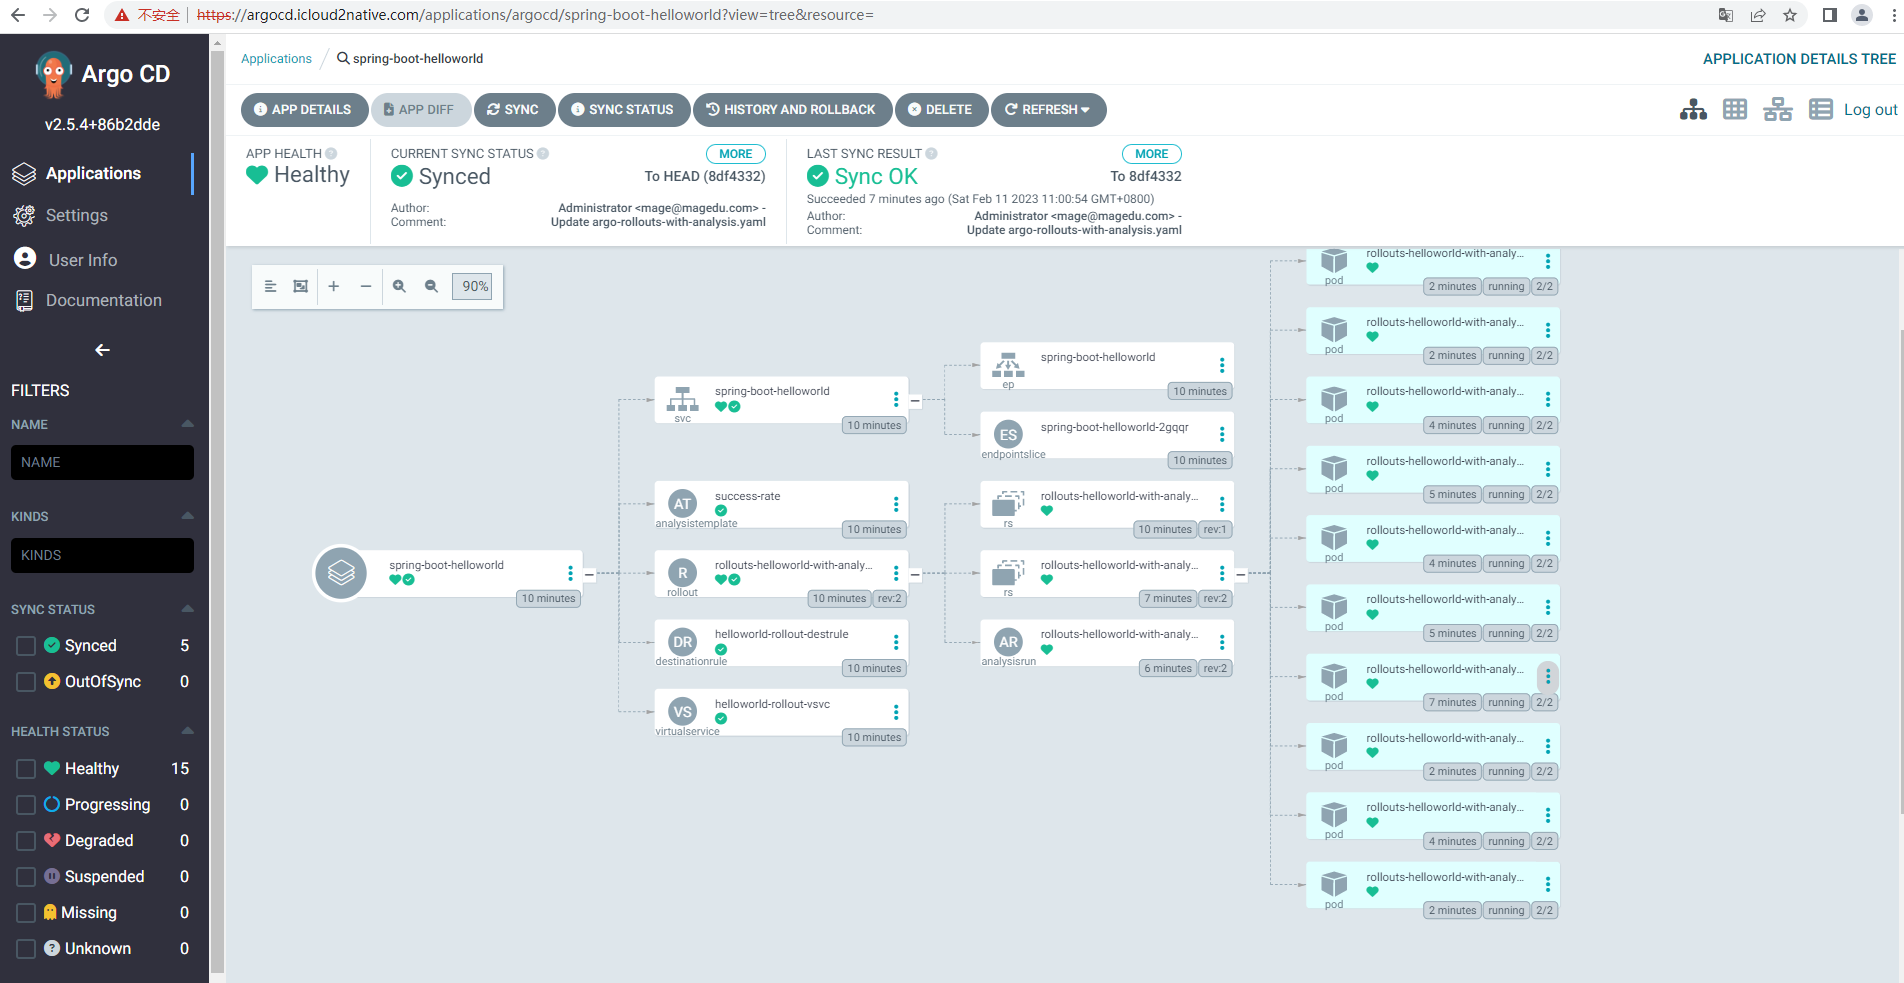 不安全
https://argocd.icloud2native.com/applications/argocd/spring-boot-helloworld?view=tree&resource=
Argo CD
v2.5.4+86b2dde
Applications
Settings
User Info
Documentation
FILTERS
NAME
NAME
KINDS
KINDS
SYNC STATUS
Synced 5
OutOfSync 0
HEALTH STATUS
Healthy 15
Progressing 0
Degraded 0
Suspended 0
Missing 0
Unknown 0
Applications / spring-boot-helloworld
APPLICATION DETAILS TREE
APP DETAILS APP DIFF SYNC SYNC STATUS HISTORY AND ROLLBACK DELETE REFRESH
Log out
APP HEALTH
Healthy
CURRENT SYNC STATUS MORE
Synced To HEAD (8df4332)
Author: Administrator <mage@magedu.com> -
Comment: Update argo-rollouts-with-analysis.yaml
LAST SYNC RESULT MORE
Sync OK To 8df4332
Succeeded 7 minutes ago (Sat Feb 11 2023 11:00:54 GMT+0800)
Author: Administrator <mage@magedu.com> -
Comment: Update argo-rollouts-with-analysis.yaml
90%
spring-boot-helloworld
10 minutes
spring-boot-helloworld
svc
10 minutes
AT success-rate
analysistemplate
10 minutes
R rollouts-helloworld-with-analy...
rollout
10 minutes rev:2
DR helloworld-rollout-destrule
destinationrule
10 minutes
VS helloworld-rollout-vsvc
virtualservice
10 minutes
spring-boot-helloworld
ep
10 minutes
ES spring-boot-helloworld-2gqqr
endpointslice
10 minutes
rollouts-helloworld-with-analy...
rs
10 minutes rev:1
rollouts-helloworld-with-analy...
rs
7 minutes rev:2
AR rollouts-helloworld-with-analy...
analysisrun
6 minutes rev:2
rollouts-helloworld-with-analy...
pod
2 minutes running 2/2
rollouts-helloworld-with-analy...
pod
2 minutes running 2/2
rollouts-helloworld-with-analy...
pod
4 minutes running 2/2
rollouts-helloworld-with-analy...
pod
5 minutes running 2/2
rollouts-helloworld-with-analy...
pod
4 minutes running 2/2
rollouts-helloworld-with-analy...
pod
5 minutes running 2/2
rollouts-helloworld-with-analy...
pod
7 minutes running 2/2
rollouts-helloworld-with-analy...
pod
2 minutes running 2/2
rollouts-helloworld-with-analy...
pod
4 minutes running 2/2
rollouts-helloworld-with-analy...
pod
2 minutes running 2/2